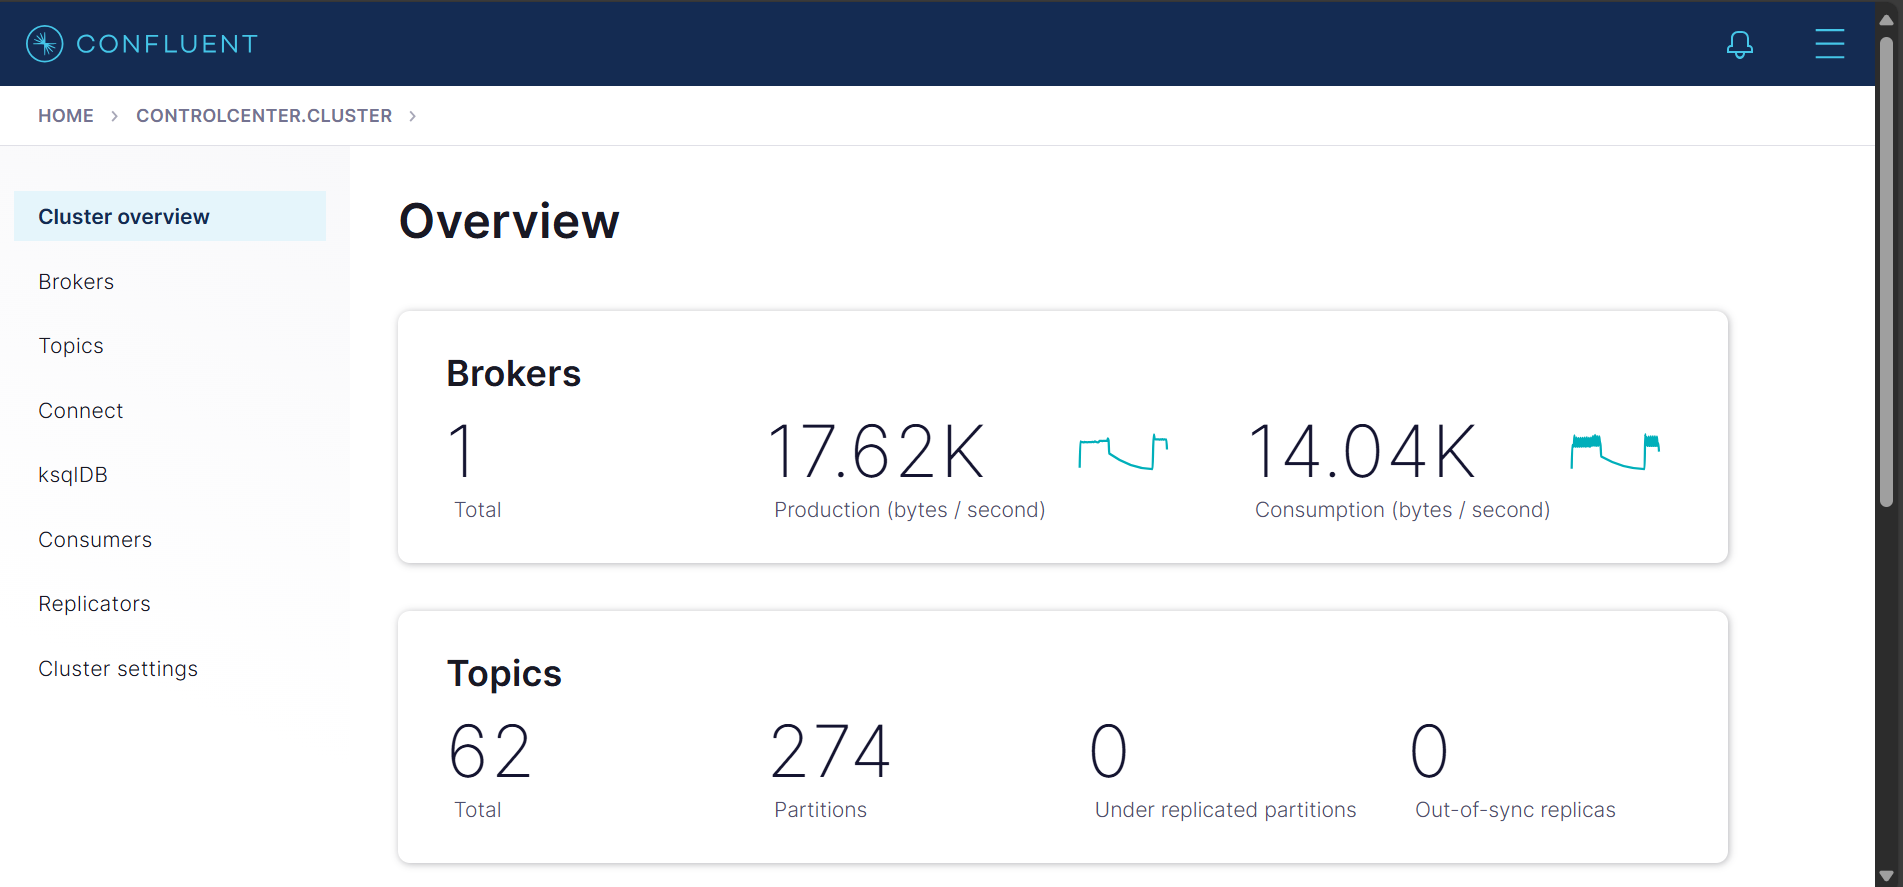 CONFLUENT
HOME > CONTROLCENTER.CLUSTER >
Cluster overview
Brokers
Topics
Connect
ksqlDB
Consumers
Replicators
Cluster settings
Overview
Brokers
1 17.62K 14.04K
Total Production (bytes / second) Consumption (bytes / second)
Topics
62 274 0 0
Total Partitions Under replicated partitions Out-of-sync replicas